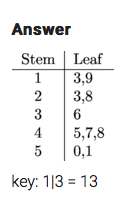 Answer
Stem Leaf
1 3,9
2 3,8
3 6
4 5,7,8
5 0,1
key: 1|3 = 13